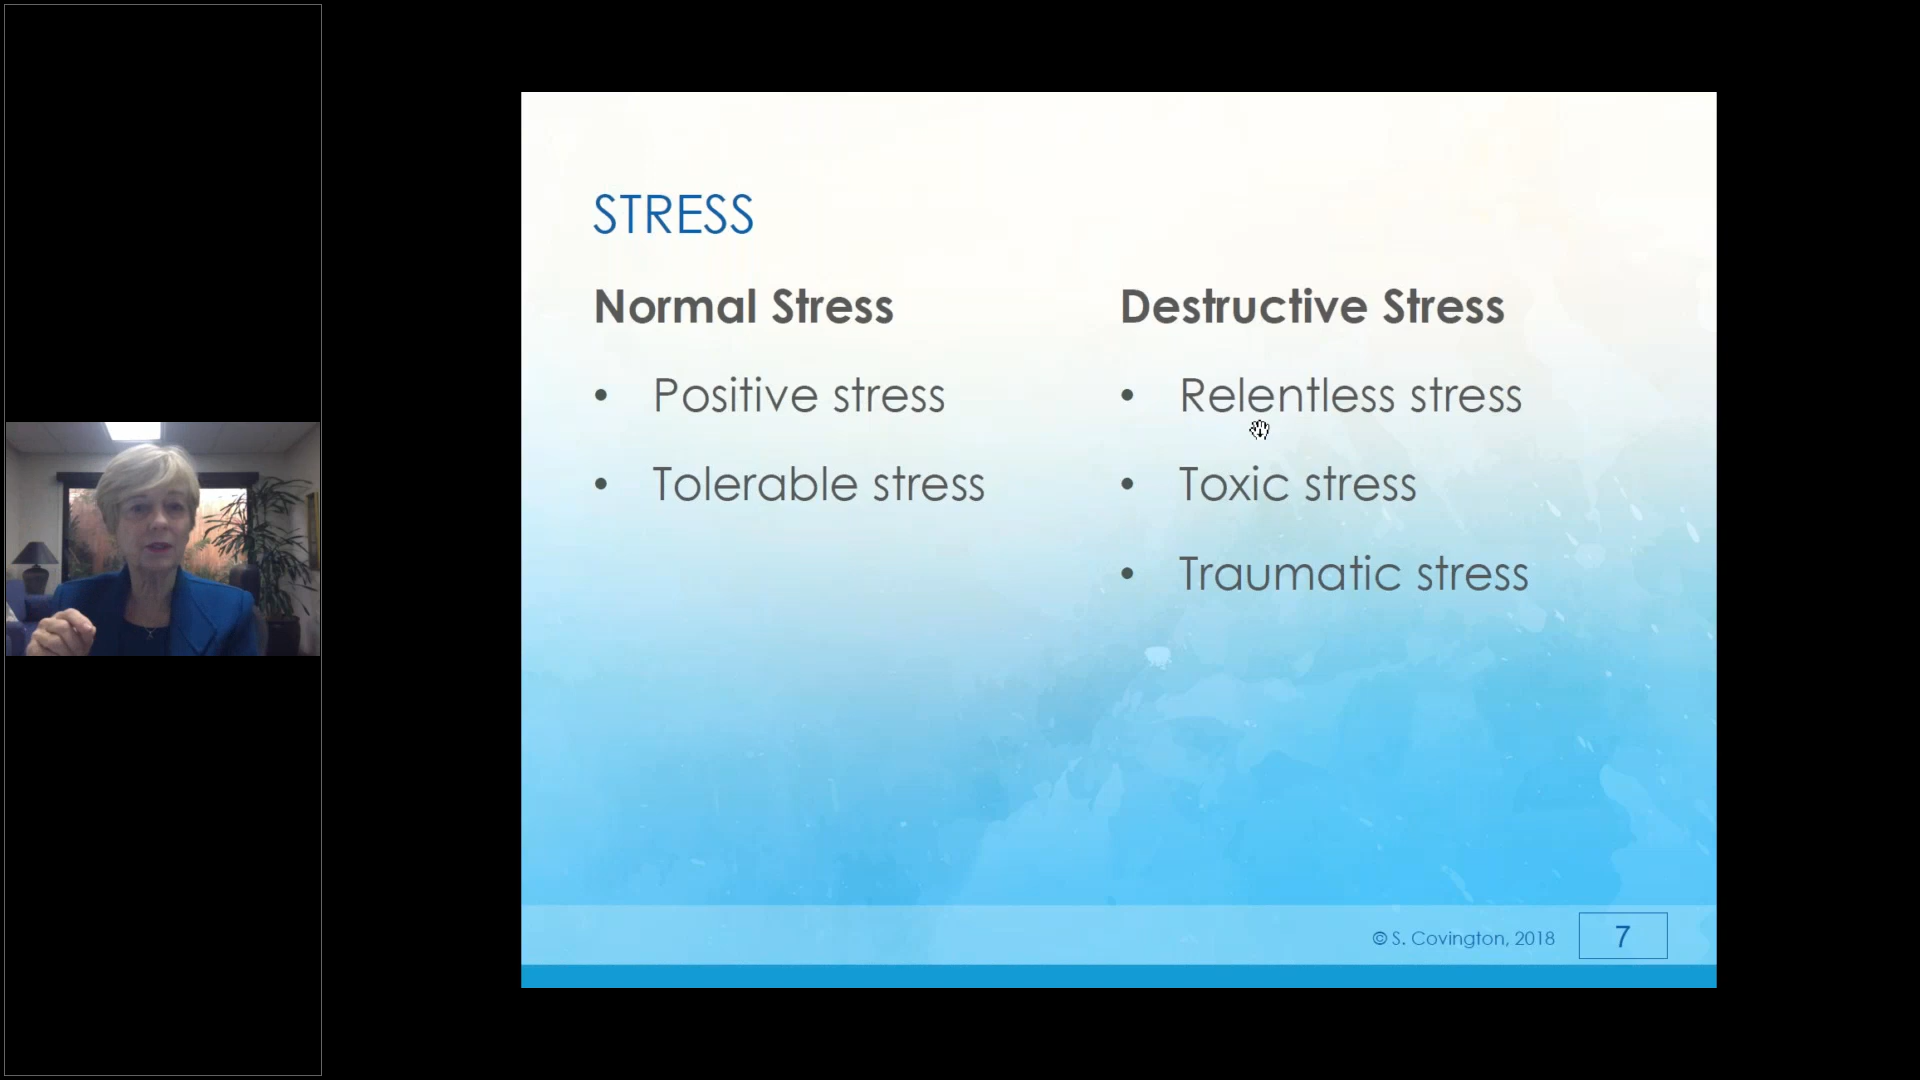 STRESS
Normal Stress
• Positive stress
• Tolerable stress
Destructive Stress
• Relentless stress
• Toxic stress
• Traumatic stress
© S. Covington, 2018
7